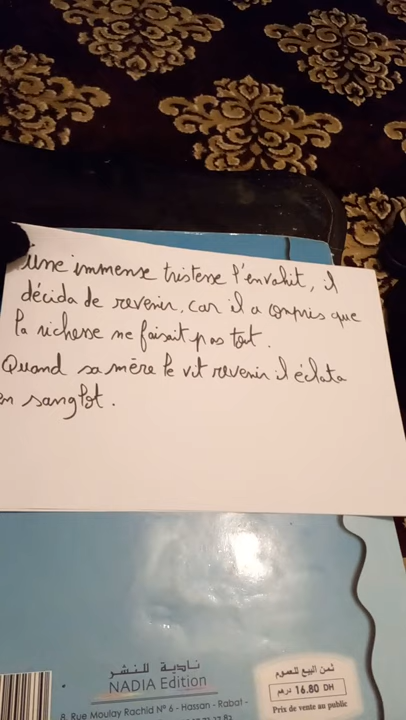 une immense tristesse l'envahit, il
décida de revenir, car il a compris que
la richesse ne faisait pas tout.
Quand sa mère le vit revenir il éclata
en sanglot.
نادية للنشر
NADIA Edition
8, Rue Moulay Rachid N° 6 - Hassan - Rabat -
ثمن البيع للعموم
16.80 DH درهم
Prix de vente au public